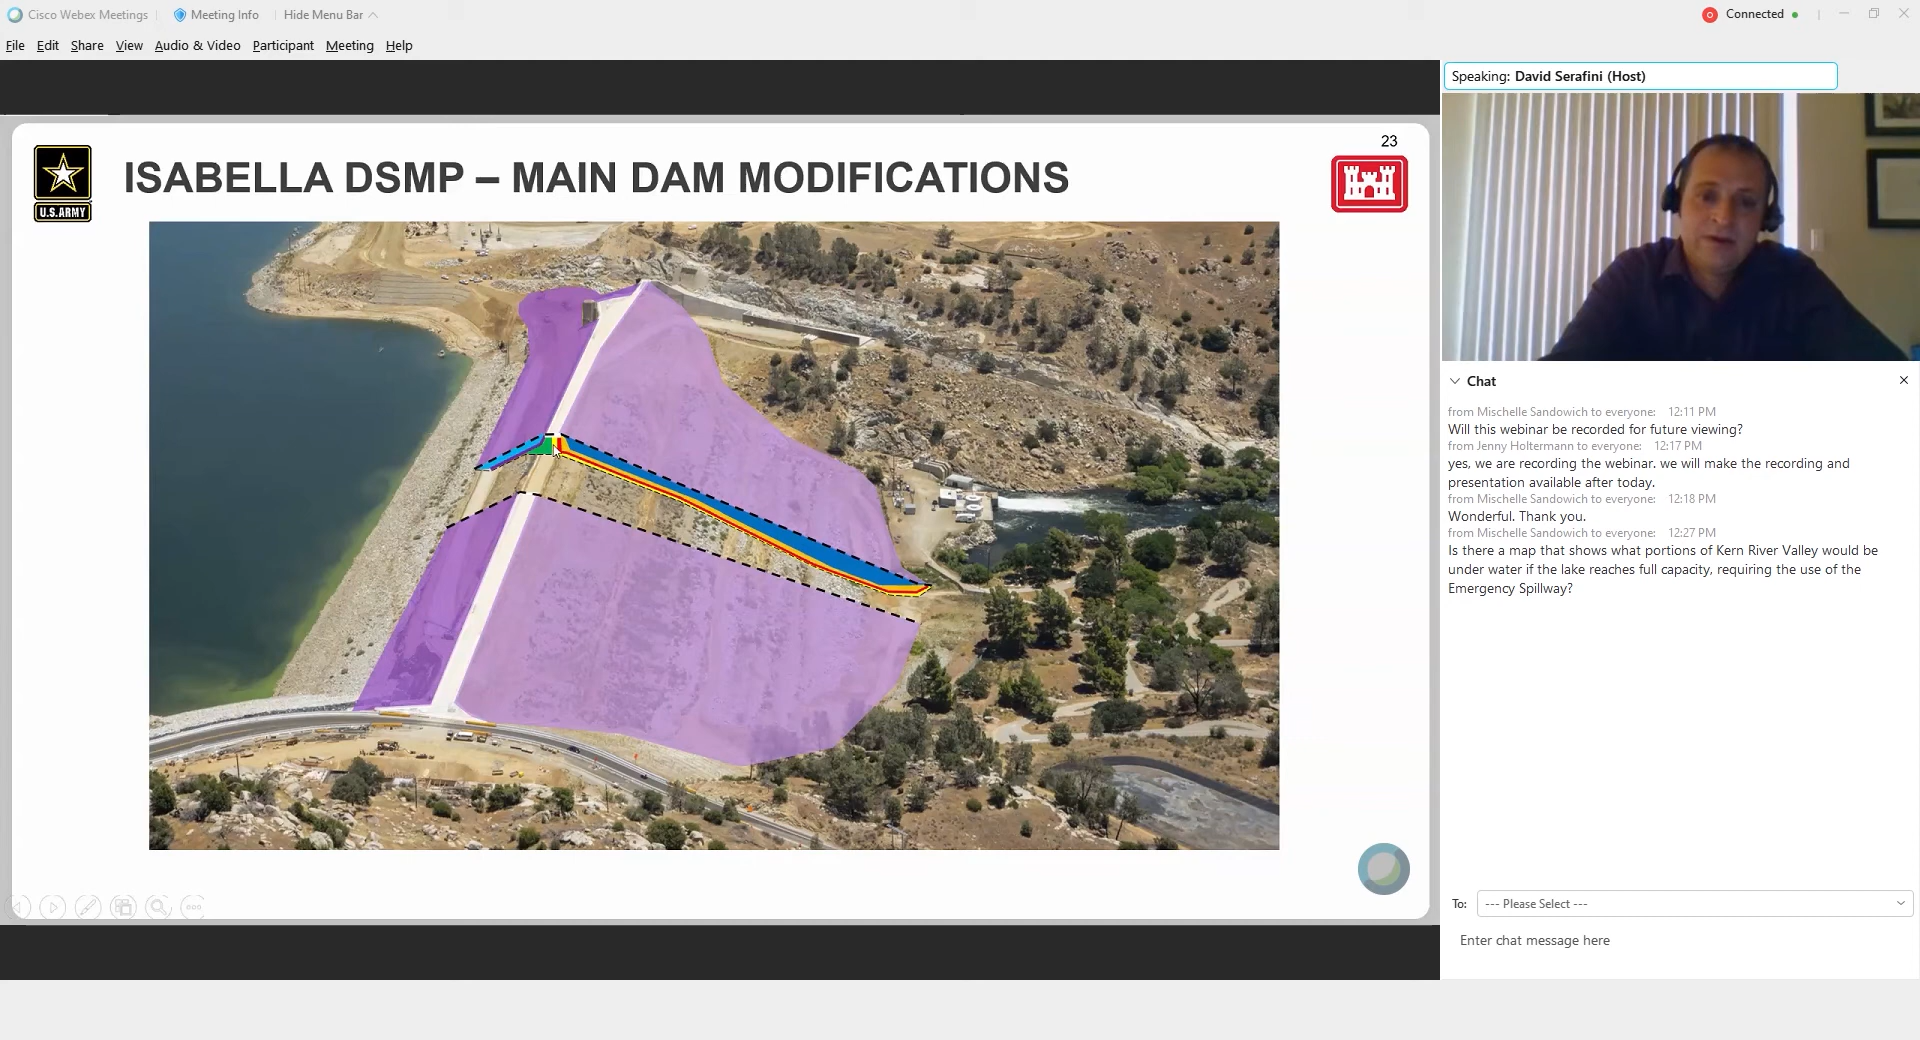 Cisco Webex Meetings
Meeting Info
Hide Menu Bar
Connected
File Edit Share View Audio & Video Participant Meeting Help
Speaking: David Serafini (Host)
23
ISABELLA DSMP – MAIN DAM MODIFICATIONS
U.S.ARMY
Chat
from Mischelle Sandowich to everyone: 12:11 PM
Will this webinar be recorded for future viewing?
from Jenny Holtermann to everyone: 12:17 PM
yes, we are recording the webinar. we will make the recording and
presentation available after today.
from Mischelle Sandowich to everyone: 12:18 PM
Wonderful. Thank you.
from Mischelle Sandowich to everyone: 12:27 PM
Is there a map that shows what portions of Kern River Valley would be
under water if the lake reaches full capacity, requiring the use of the
Emergency Spillway?
To: --- Please Select ---
Enter chat message here